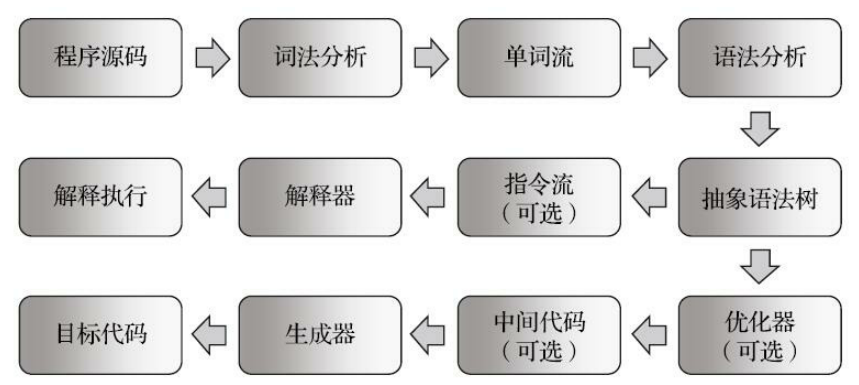 程序源码
词法分析
单词流
语法分析
解释执行
解释器
指令流
（可选）
抽象语法树
目标代码
生成器
中间代码
（可选）
优化器
（可选）